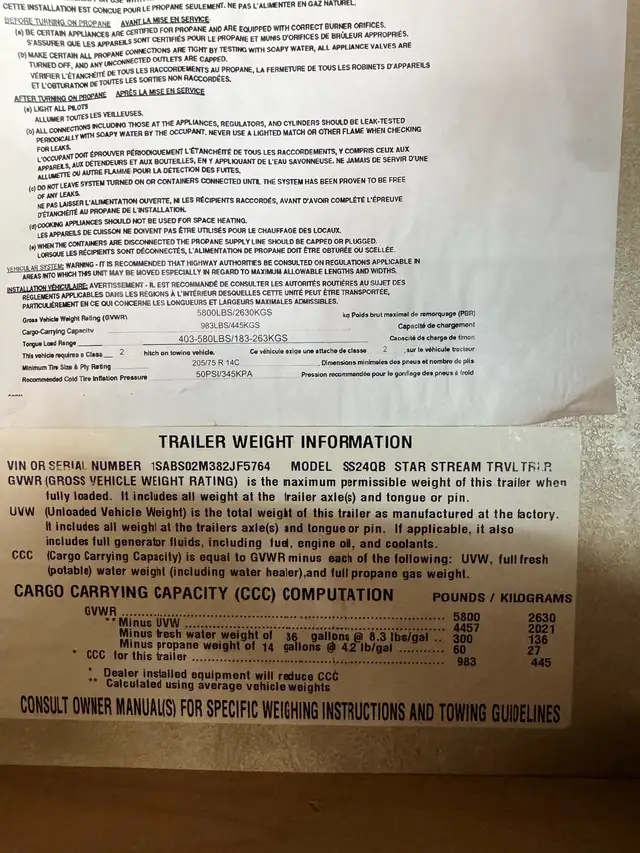 CETTE INSTALLATION EST CONCUE POUR LE PROPANE SEULEMENT. NE PAS L'ALIMENTER EN GAZ NATUREL.
BEFORE TURNING ON PROPANE AVANT LA MISE EN SERVICE
(a) BE CERTAIN APPLIANCES ARE CERTIFIED FOR PROPANE AND ARE EQUIPPED WITH CORRECT BURNER ORIFICES.
S'ASSURER QUE LES APPAREILS SONT CERTIFIÉS POUR LE PROPANE ET MUNIS D'ORIFICES DE BRÛLEUR APPROPRIÉS.
(b) MAKE CERTAIN ALL PROPANE CONNECTIONS ARE TIGHT BY TESTING WITH SOAPY WATER, ALL APPLIANCE VALVES ARE
TURNED OFF, AND ANY UNCONNECTED OUTLETS ARE CAPPED.
VÉRIFIER L'ÉTANCHÉITÉ DE TOUS LES RACCORDEMENTS AU PROPANE, LA FERMETURE DE TOUS LES ROBINETS D'APPAREILS
ET L'OBTURATION DE TOUTES LES SORTIES NON RACCORDÉES.
AFTER TURNING ON PROPANE APRÈS LA MISE EN SERVICE
(a) LIGHT ALL PILOTS
ALLUMER TOUTES LES VEILLEUSES.
(b) ALL CONNECTIONS INCLUDING THOSE AT THE APPLIANCES, REGULATORS, AND CYLINDERS SHOULD BE LEAK-TESTED
PERIODICALLY WITH SOAPY WATER BY THE OCCUPANT. NEVER USE A LIGHTED MATCH OR OTHER FLAME WHEN CHECKING
FOR LEAKS.
L'OCCUPANT DOIT ÉPROUVER PÉRIODIQUEMENT L'ÉTANCHÉITÉ DE TOUS LES RACCORDEMENTS, Y COMPRIS CEUX AUX
APPAREILS, AUX DÉTENDEURS ET AUX BOUTEILLES, EN Y APPLIQUANT DE L'EAU SAVONNEUSE. NE JAMAIS DE SERVIR D'UNE
ALLUMETTE OU AUTRE FLAMME POUR LA DÉTECTION DES FUITES.
(c) DO NOT LEAVE SYSTEM TURNED ON OR CONTAINERS CONNECTED UNTIL THE SYSTEM HAS BEEN PROVEN TO BE FREE
OF ANY LEAKS.
NE PAS LAISSER L'ALIMENTATION OUVERTE, NI LES RÉCIPIENTS RACCORDÉS, AVANT D'AVOIR COMPLÉTÉ L'ÉPREUVE
D'ÉTANCHÉITÉ AU PROPANE DE L'INSTALLATION.
(d) COOKING APPLIANCES SHOULD NOT BE USED FOR SPACE HEATING.
LES APPAREILS DE CUISSON NE DOIVENT PAS ÊTRE UTILISÉS POUR LE CHAUFFAGE DES LOCAUX.
(e) WHEN THE CONTAINERS ARE DISCONNECTED THE PROPANE SUPPLY LINE SHOULD BE CAPPED OR PLUGGED.
LORSQUE LES RÉCIPIENTS SONT DÉCONNECTÉS, L'ALIMENTATION DE PROPANE DOIT ÊTRE OBTURÉE OU SCELLÉE.
VEHICULAR SYSTEM: WARNING - IT IS RECOMMENDED THAT HIGHWAY AUTHORITIES BE CONSULTED ON REGULATIONS APPLICABLE IN
AREAS INTO WHICH THIS UNIT MAY BE MOVED ESPECIALLY IN REGARD TO MAXIMUM ALLOWABLE LENGTHS AND WIDTHS.
INSTALLATION VÉHICULAIRE: AVERTISSEMENT - IL EST RECOMMANDÉ DE CONSULTER LES AUTORITÉS ROUTIÈRES AU SUJET DES
RÈGLEMENTS APPLICABLES DANS LES RÉGIONS À L'INTÉRIEUR DESQUELLES CETTE UNITÉ PEUT ÊTRE TRANSPORTÉE,
PARTICULIÈREMENT EN CE QUI CONCERNE LES LONGUEURS ET LARGEURS MAXIMALES ADMISSIBLES.
Gross Vehicle Weight Rating (GVWR) 5800LBS/2630KGS kg Poids brut maximal de remorquage (PBR)
Cargo-Carrying Capacity 983LBS/445KGS Capacité de chargement
Tongue Load Range 403-580LBS/183-263KGS Capacité de charge de timon
This vehicle requires a Class 2 hitch on towing vehicle. Ce véhicule exige une attache de classe 2 sur le véhicule tracteur
Minimum Tire Size & Ply Rating 205/75 R 14C Dimensions minimales des pneus et nombre de plis
Recommended Cold Tire Inflation Pressure 50PSI/345KPA Pression recommandée pour le gonflage des pneus à froid
TRAILER WEIGHT INFORMATION
VIN OR SERIAL NUMBER 1SABS02M382JF5764 MODEL SS24QB STAR STREAM TRVL TRLR
GVWR (GROSS VEHICLE WEIGHT RATING) is the maximum permissible weight of this trailer when
fully loaded. It includes all weight at the trailer axle(s) and tongue or pin.
UVW (Unloaded Vehicle Weight) is the total weight of this trailer as manufactured at the factory.
It includes all weight at the trailers axle(s) and tongue or pin. If applicable, it also
includes full generator fluids, including fuel, engine oil, and coolants.
CCC (Cargo Carrying Capacity) is equal to GVWR minus each of the following: UVW, full fresh
(potable) water weight (including water heater),and full propane gas weight.
CARGO CARRYING CAPACITY (CCC) COMPUTATION POUNDS / KILOGRAMS
GVWR 5800 2630
** Minus UVW 4457 2021
Minus fresh water weight of 36 gallons @ 8.3 lbs/gal .. 300 136
Minus propane weight of 14 gallons @ 4.2 lb/gal 60 27
* CCC for this trailer 983 445
* Dealer installed equipment will reduce CCC
** Calculated using average vehicle weights
CONSULT OWNER MANUAL(S) FOR SPECIFIC WEIGHING INSTRUCTIONS AND TOWING GUIDELINES